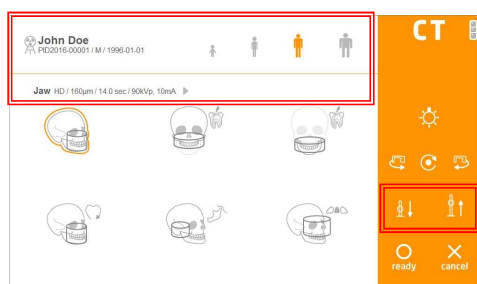 John Doe
PID2016-00001 / M / 1996-01-01
CT
Jaw HD / 160µm / 14.0 sec / 90kVp, 10mA
ready
cancel